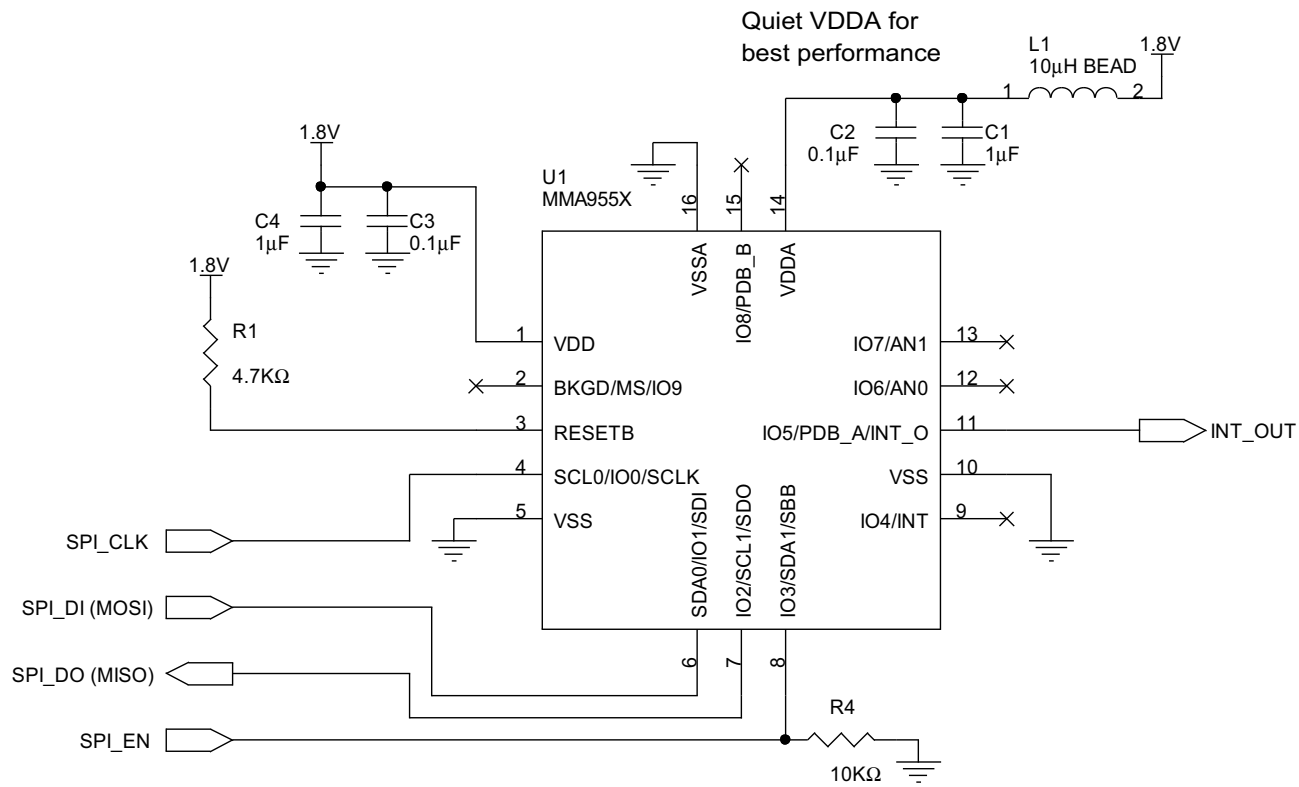 Quiet VDDA for
best performance
L1
10μH BEAD
1.8V
1
2
C2
0.1μF
C1
1μF
1.8V
C4
1μF
C3
0.1μF
U1
MMA955X
16
15
14
VSSA
IO8/PDB_B
VDDA
1.8V
R1
4.7KΩ
1
VDD
2
BKGD/MS/IO9
3
RESETB
4
SCL0/IO0/SCLK
5
VSS
IO7/AN1
13
IO6/AN0
12
IO5/PDB_A/INT_O
11
INT_OUT
VSS
10
IO4/INT
9
SDA0/IO1/SDI
IO2/SCL1/SDO
IO3/SDA1/SBB
6
7
8
SPI_CLK
SPI_DI (MOSI)
SPI_DO (MISO)
SPI_EN
R4
10KΩ